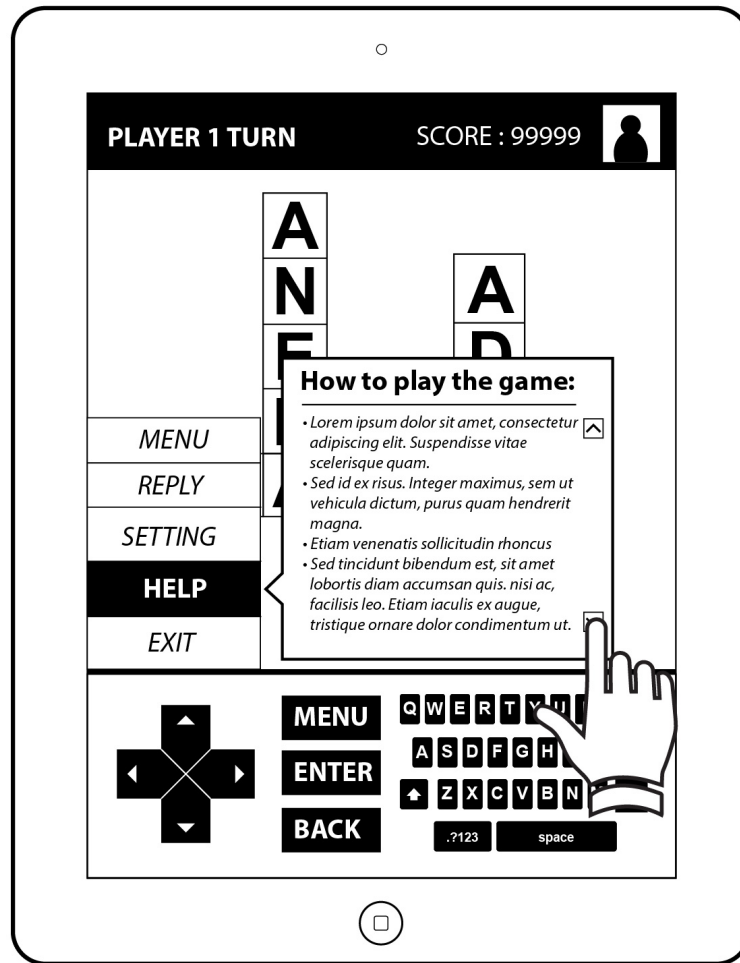 PLAYER 1 TURN
SCORE : 99999
A
N
A
D
How to play the game:
• Lorem ipsum dolor sit amet, consectetur
adipiscing elit. Suspendisse vitae
scelerisque quam.
• Sed id ex risus. Integer maximus, sem ut
vehicula dictum, purus quam hendrerit
magna.
• Etiam venenatis sollicitudin rhoncus
• Sed tincidunt bibendum est, sit amet
lobortis diam accumsan quis. nisi ac,
facilisis leo. Etiam iaculis ex augue,
tristique ornare dolor condimentum ut.
MENU
REPLY
SETTING
HELP
EXIT
MENU
ENTER
BACK
Q W E R T Y U
A S D F G H
Z X C V B N
.?123 space